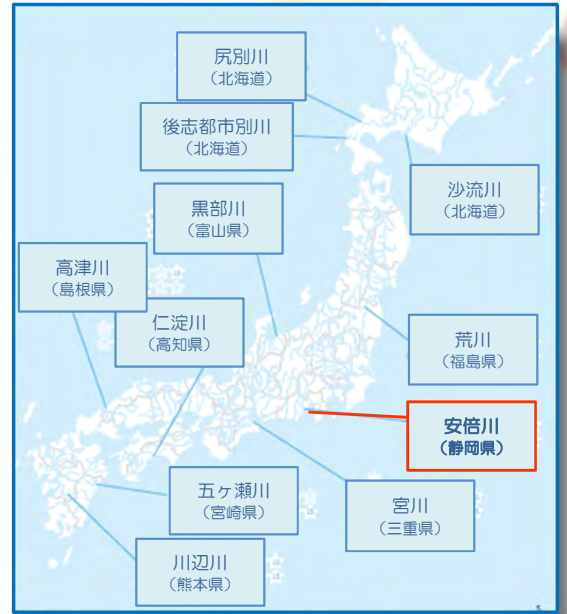 尻別川
（北海道）
後志都市別川
（北海道）
沙流川
（北海道）
黒部川
（富山県）
高津川
（島根県）
仁淀川
（高知県）
荒川
（福島県）
安倍川
（静岡県）
五ヶ瀬川
（宮崎県）
宮川
（三重県）
川辺川
（熊本県）